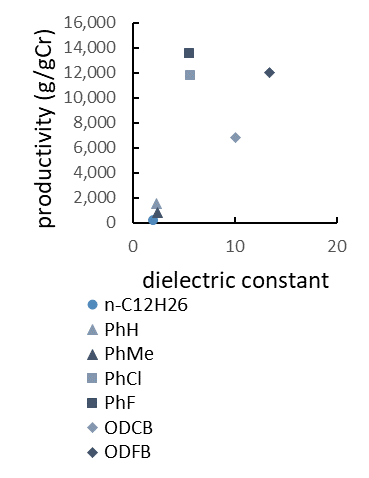 productivity (g/gCr)
16,000
14,000
12,000
10,000
8,000
6,000
4,000
2,000
0
0 10 20
dielectric constant
n-C12H26
PhH
PhMe
PhCl
PhF
ODCB
ODFB